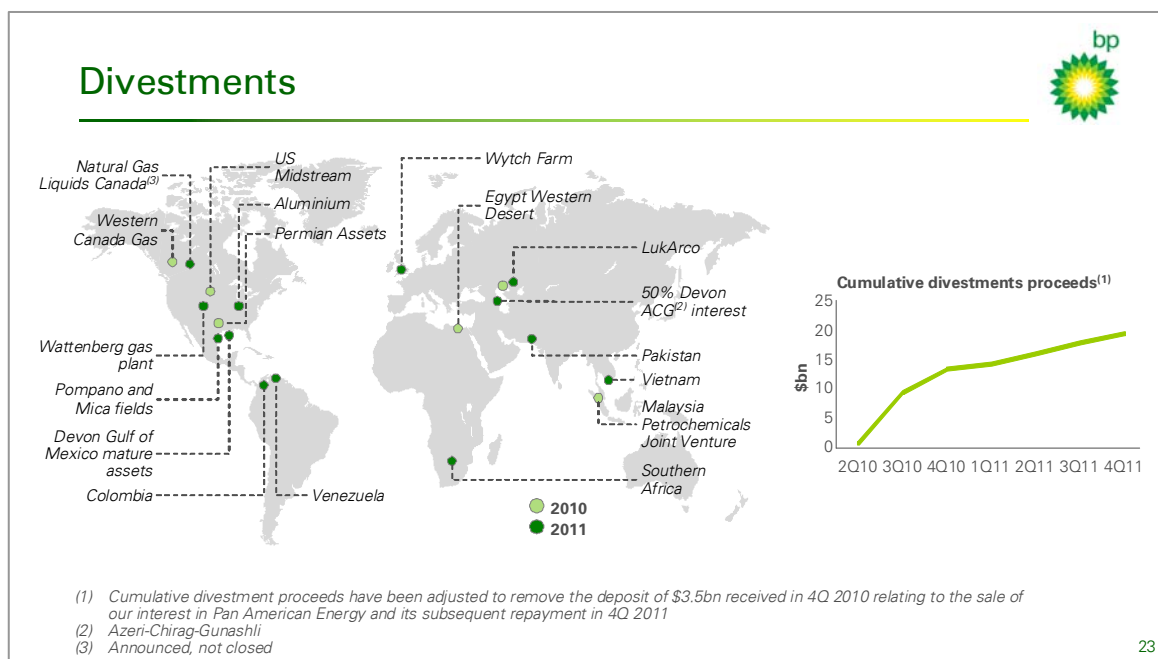 bp
Divestments
Natural Gas
Liquids Canada(3)
US
Midstream
Wytch Farm
Western
Canada Gas
Aluminium
Permian Assets
Egypt Western
Desert
LukArco
50% Devon
ACG(2) interest
Wattenberg gas
plant
Pakistan
Vietnam
Pompano and
Mica fields
Malaysia
Petrochemicals
Joint Venture
Devon Gulf of
Mexico mature
assets
Southern
Africa
Colombia
Venezuela
2010
2011
Cumulative divestments proceeds(1)
$bn
25
20
15
10
5
0
2Q10 3Q10 4Q10 1Q11 2Q11 3Q11 4Q11
(1) Cumulative divestment proceeds have been adjusted to remove the deposit of $3.5bn received in 4Q 2010 relating to the sale of
our interest in Pan American Energy and its subsequent repayment in 4Q 2011
(2) Azeri-Chirag-Gunashli
(3) Announced, not closed
23